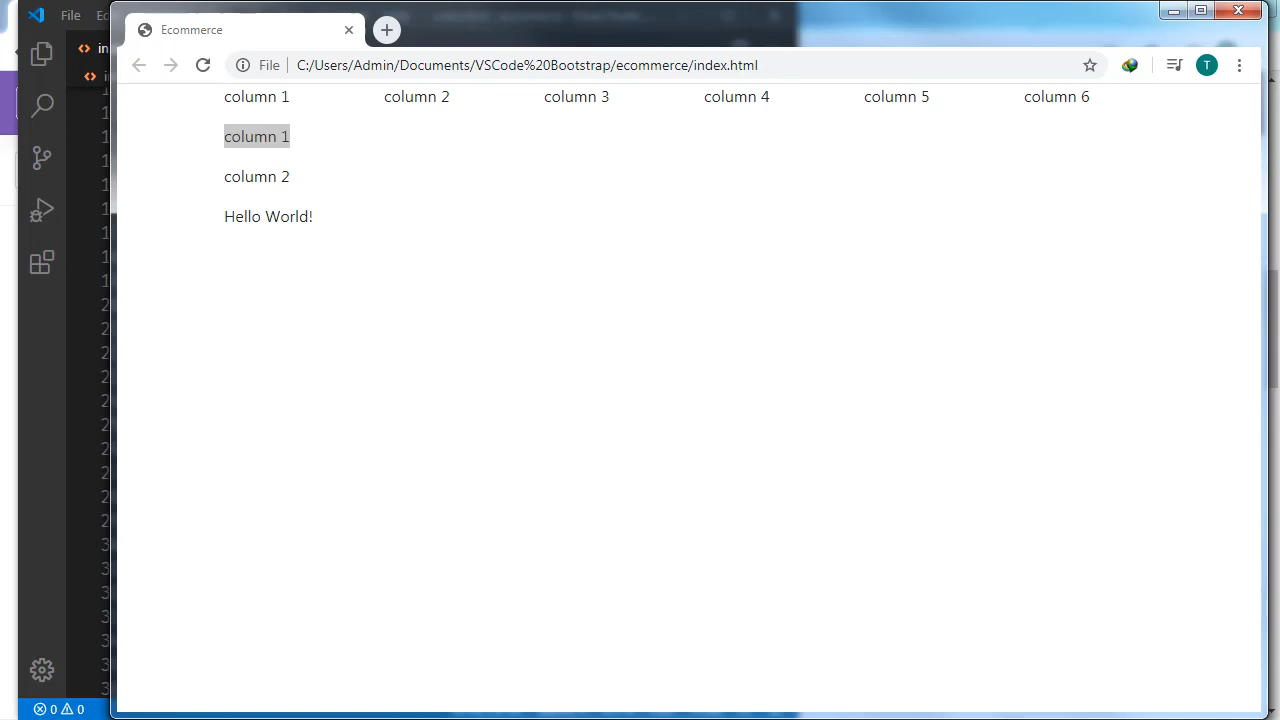 File
Ecommerce
File C:/Users/Admin/Documents/VSCode%20Bootstrap/ecommerce/index.html
T
column 1 column 2 column 3 column 4 column 5 column 6
column 1
column 2
Hello World!
0 0